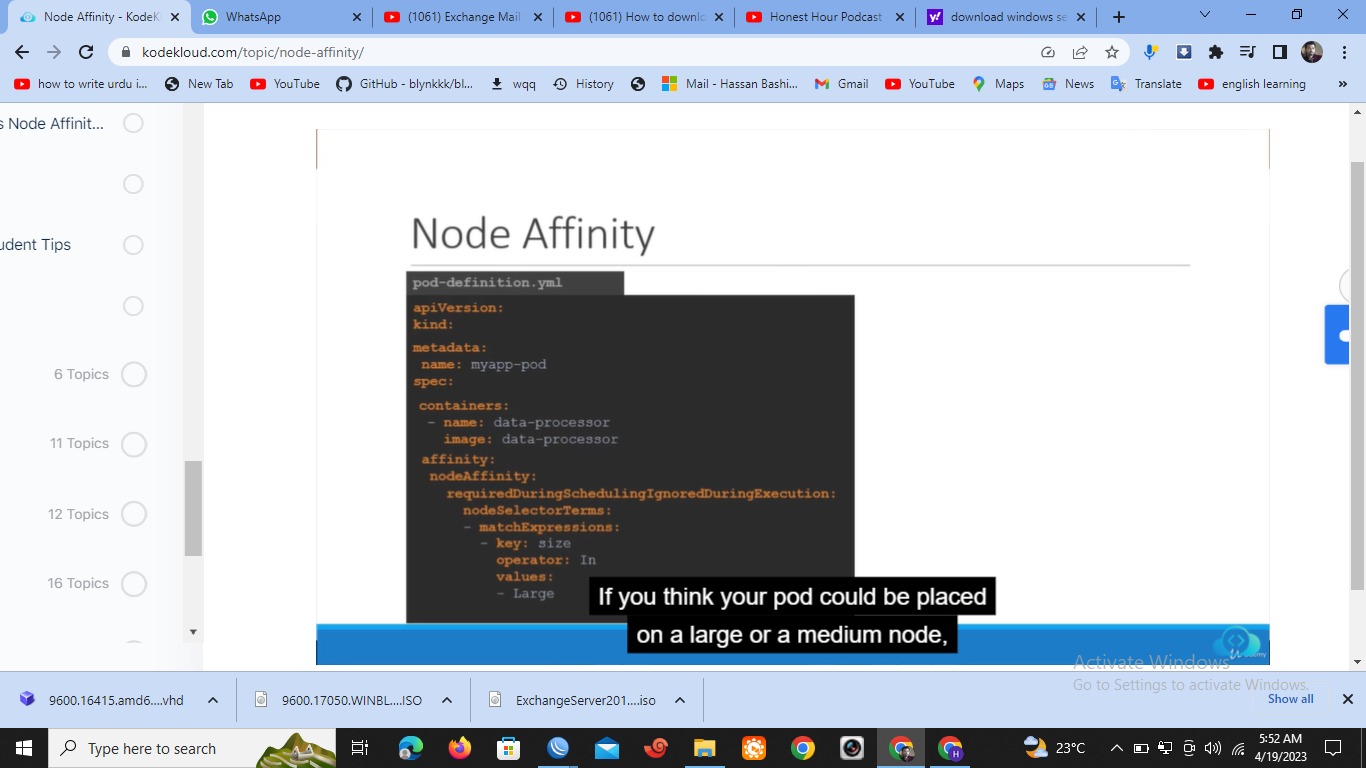 Node Affinity - KodeK
WhatsApp
(1061) Exchange Mail
(1061) How to downlo
Honest Hour Podcast
download windows se
kodekloud.com/topic/node-affinity/
how to write urdu i...
New Tab
YouTube
GitHub - blynkkk/bl...
wqq
History
Mail - Hassan Bashi...
Gmail
YouTube
Maps
News
Translate
english learning
»
s Node Affinit...
udent Tips
6 Topics
11 Topics
12 Topics
16 Topics
Node Affinity
pod-definition.yml
apiVersion:
kind:
metadata:
name: myapp-pod
spec:
containers:
- name: data-processor
image: data-processor
affinity:
nodeAffinity:
requiredDuringSchedulingIgnoredDuringExecution:
nodeSelectorTerms:
- matchExpressions:
- key: size
operator: In
values:
- Large
If you think your pod could be placed
on a large or a medium node,
Activate Windows
Go to Settings to activate Windows.
9600.16415.amd6....vhd
9600.17050.WINBL....ISO
ExchangeServer201....iso
Show all
Type here to search
23°C
5:52 AM
4/19/2023